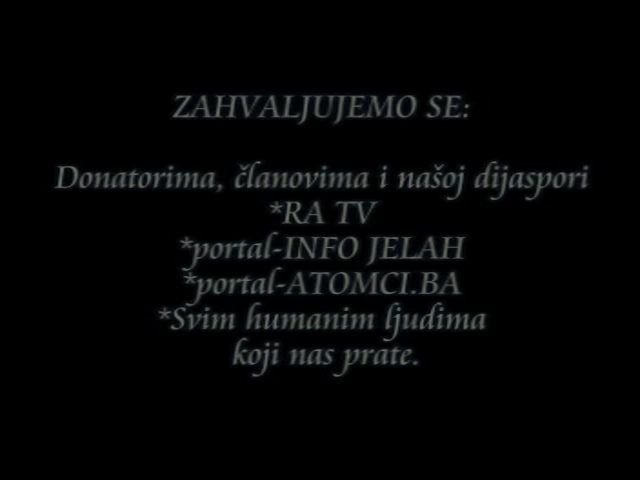 ZAHVALJUJEMO SE:
Donatorima, članovima i našoj dijaspori
*RA TV
*portal-INFO JELAH
*portal-ATOMCI.BA
*Svim humanim ljudima
koji nas prate.